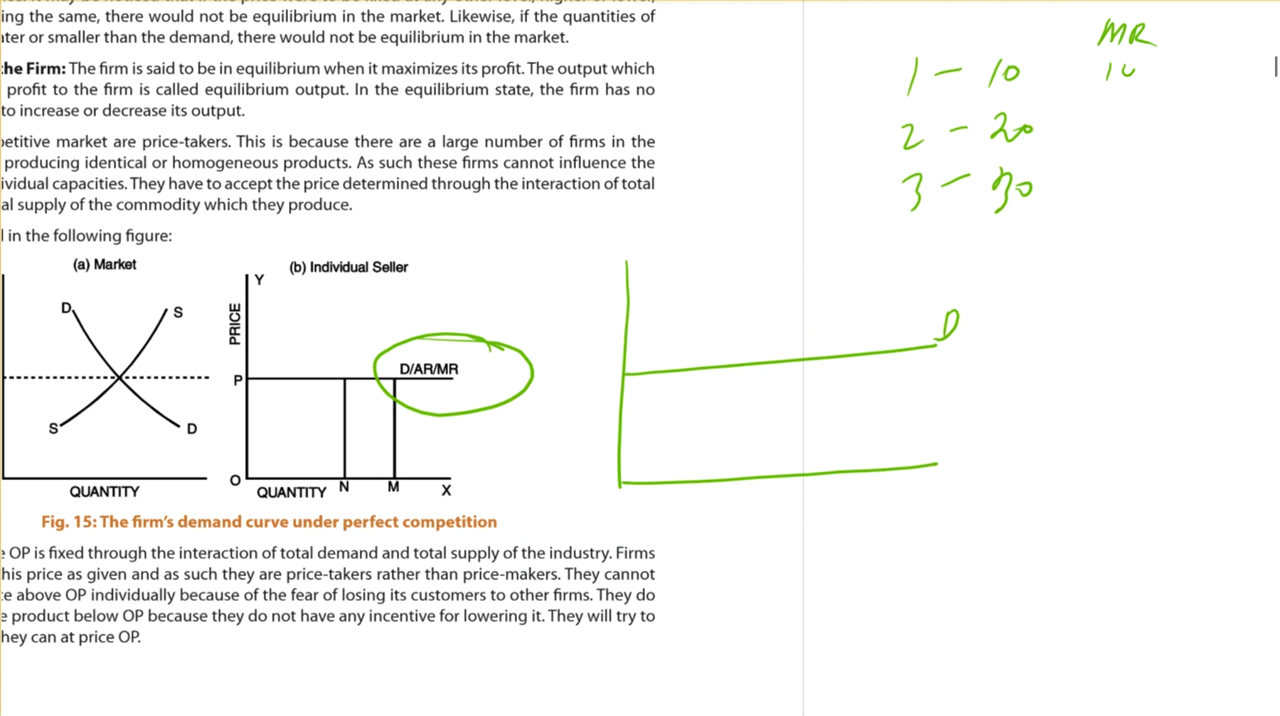 ing the same, there would not be equilibrium in the market. Likewise, if the quantities of
ter or smaller than the demand, there would not be equilibrium in the market.
he Firm: The firm is said to be in equilibrium when it maximizes its profit. The output which
profit to the firm is called equilibrium output. In the equilibrium state, the firm has no
to increase or decrease its output.
etitive market are price-takers. This is because there are a large number of firms in the
producing identical or homogeneous products. As such these firms cannot influence the
ividual capacities. They have to accept the price determined through the interaction of total
al supply of the commodity which they produce.
in the following figure:
(a) Market
D
S
S
D
QUANTITY
(b) Individual Seller
Y
PRICE
P
D/AR/MR
O
QUANTITY N M X
Fig. 15: The firm's demand curve under perfect competition
OP is fixed through the interaction of total demand and total supply of the industry. Firms
his price as given and as such they are price-takers rather than price-makers. They cannot
e above OP individually because of the fear of losing its customers to other firms. They do
product below OP because they do not have any incentive for lowering it. They will try to
hey can at price OP.
MR
1 - 10 10
2 - 20
3 - 30
D